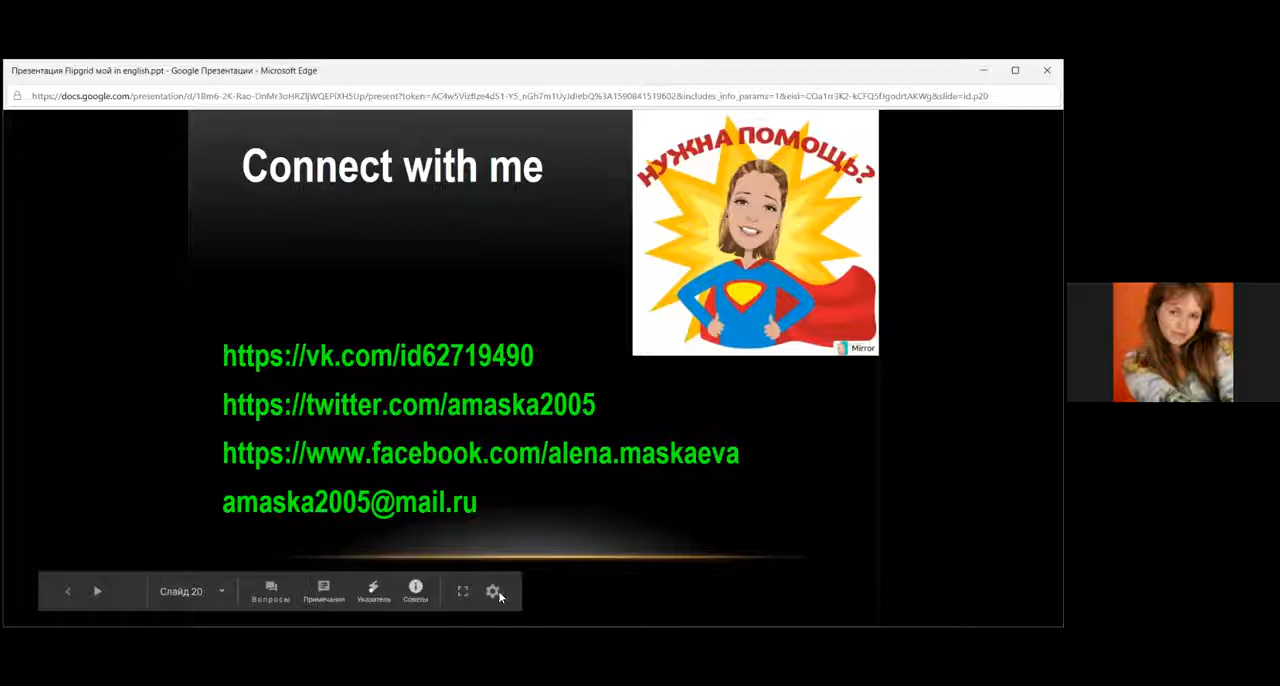 Презентация Flipgrid мой in english.ppt - Google Презентации - Microsoft Edge
Connect with me
НУЖНА ПОМОЩЬ?
Mirror
https://vk.com/id62719490
https://twitter.com/amaska2005
https://www.facebook.com/alena.maskaeva
amaska2005@mail.ru
Слайд 20
Вопросы
Примечания
Указатель
Советы